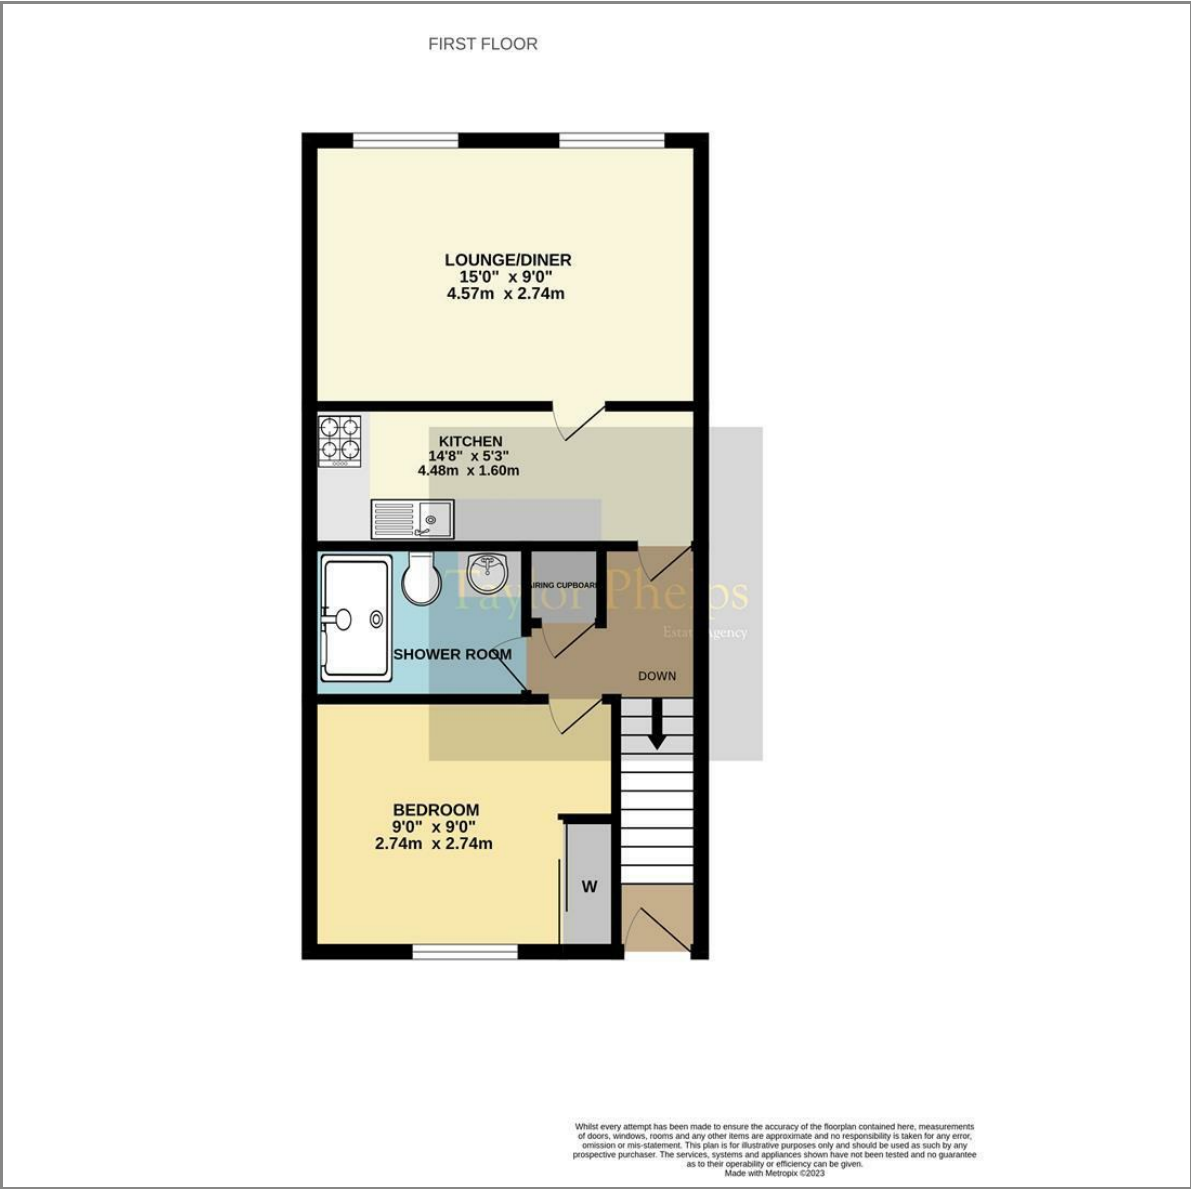 FIRST FLOOR
LOUNGE/DINER
15'0" x 9'0"
4.57m x 2.74m
KITCHEN
14'8" x 5'3"
4.48m x 1.60m
AIRING CUPBOARD
Taylor Phelps
Estate Agency
SHOWER ROOM
DOWN
BEDROOM
9'0" x 9'0"
2.74m x 2.74m
W
Whilst every attempt has been made to ensure the accuracy of the floorplan contained here, measurements
of doors, windows, rooms and any other items are approximate and no responsibility is taken for any error,
omission or mis-statement. This plan is for illustrative purposes only and should be used as such by any
prospective purchaser. The services, systems and appliances shown have not been tested and no guarantee
as to their operability or efficiency can be given.
Made with Metropix ©2023